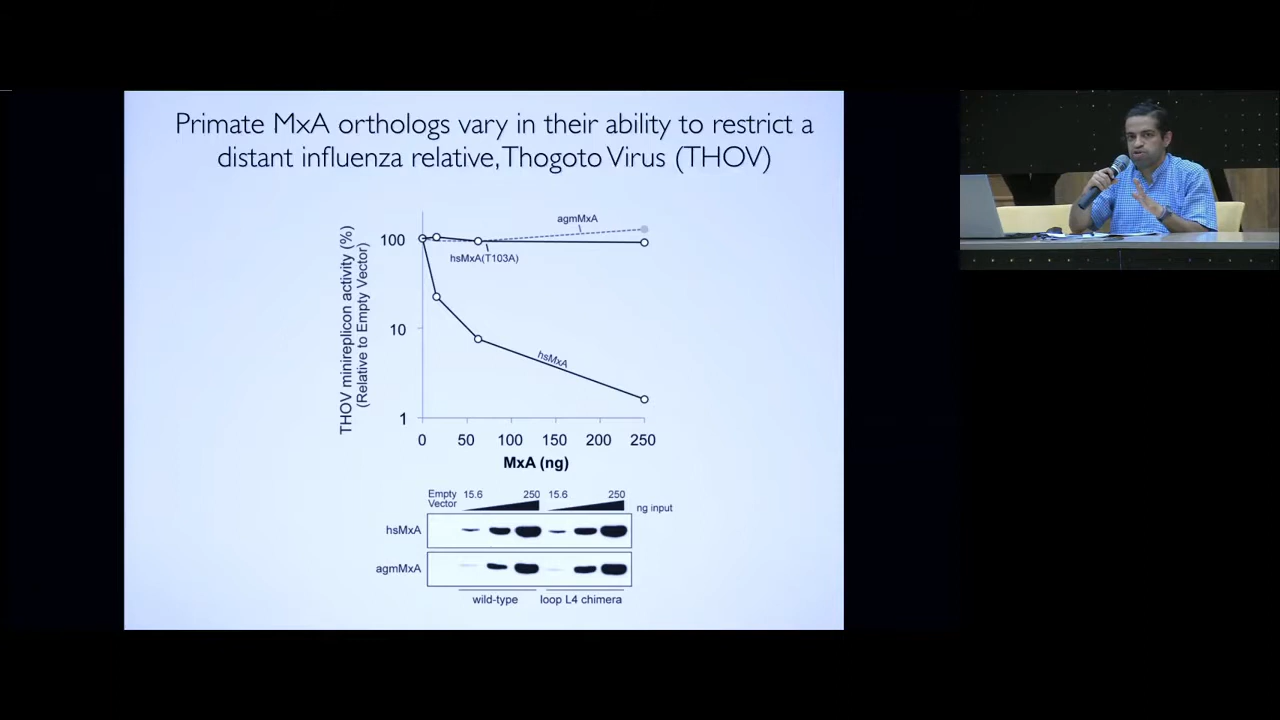 Primate MxA orthologs vary in their ability to restrict a
distant influenza relative, Thogoto Virus (THOV)
THOV minireplicon activity (%)
(Relative to Empty Vector)
100
10
1
agmMxA
hsMxA(T103A)
hsMxA
0 50 100 150 200 250
MxA (ng)
Empty
Vector
15.6 250 15.6 250
ng input
hsMxA
agmMxA
wild-type loop L4 chimera